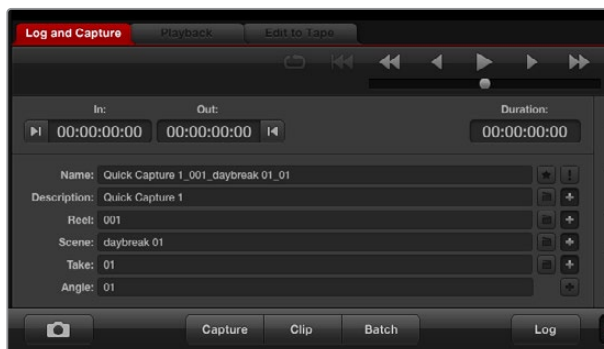 Log and Capture Playback Edit to Tape
In: Out: Duration:
00:00:00:00 00:00:00:00 00:00:00:00
Name: Quick Capture 1_001_daybreak 01_01
Description: Quick Capture 1
Reel: 001
Scene: daybreak 01
Take: 01
Angle: 01
Capture Clip Batch Log